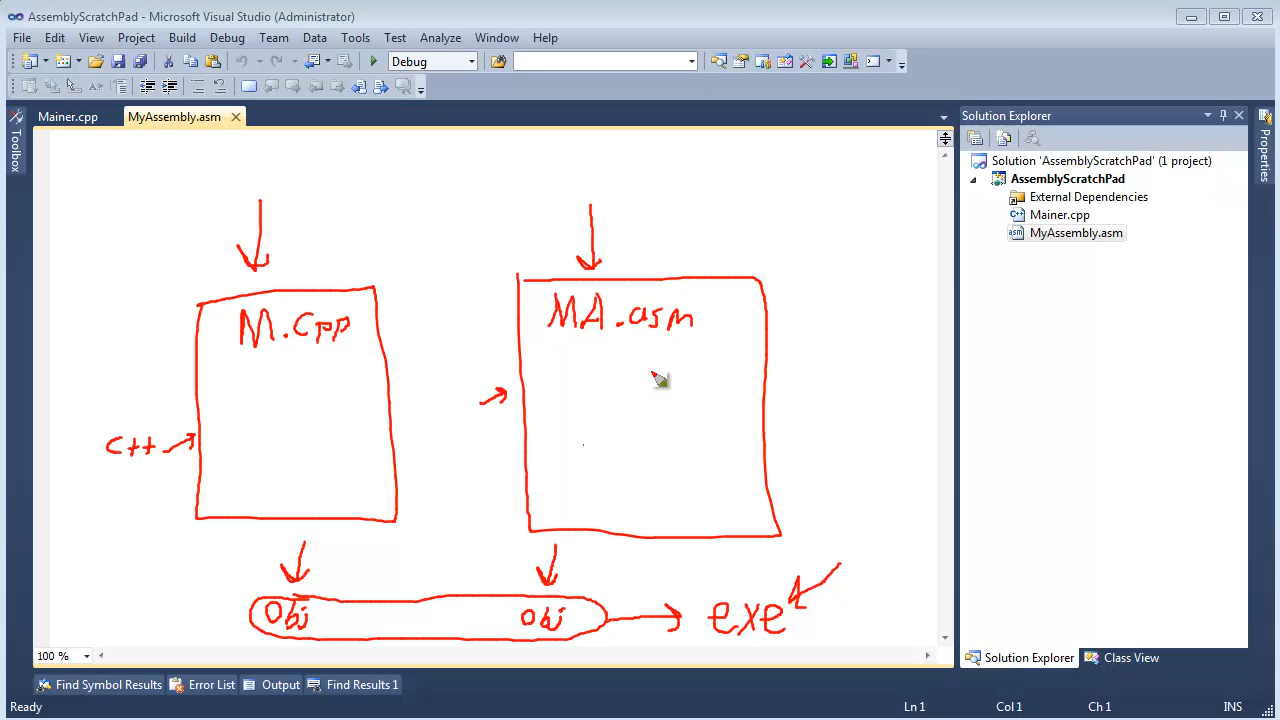 AssemblyScratchPad - Microsoft Visual Studio (Administrator)
File Edit View Project Build Debug Team Data Tools Test Analyze Window Help
Debug
Mainer.cpp MyAssembly.asm
Toolbox
M.cpp
MA.asm
C++
Obj
Obj
exe
100 %
Solution Explorer
Solution 'AssemblyScratchPad' (1 project)
AssemblyScratchPad
External Dependencies
Mainer.cpp
MyAssembly.asm
Properties
Solution Explorer Class View
Find Symbol Results Error List Output Find Results 1
Ready Ln 1 Col 1 Ch 1 INS